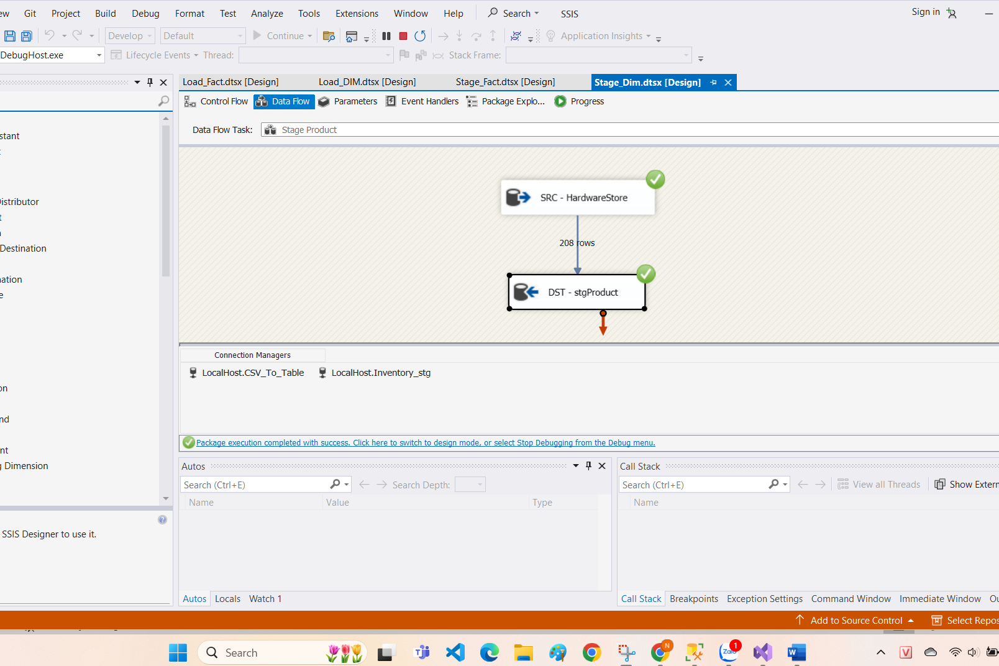 ew Git Project Build Debug Format Test Analyze Tools Extensions Window Help Search SSIS Sign in
Develop Default Continue Application Insights
DebugHost.exe Lifecycle Events Thread: Stack Frame:
Load_Fact.dtsx [Design] Load_DIM.dtsx [Design] Stage_Fact.dtsx [Design] Stage_Dim.dtsx [Design]
Control Flow Data Flow Parameters Event Handlers Package Explo... Progress
Data Flow Task: Stage Product
stant
t
istributor
t
n
Destination
nation
e
on
nd
nt
g Dimension
SSIS Designer to use it.
SRC - HardwareStore
208 rows
DST - stgProduct
Connection Managers
LocalHost.CSV_To_Table LocalHost.Inventory_stg
Package execution completed with success. Click here to switch to design mode, or select Stop Debugging from the Debug menu.
Autos
Search (Ctrl+E) Search Depth:
Name Value Type
Autos Locals Watch 1
Call Stack
Search (Ctrl+E) View all Threads Show Extern
Name
Call Stack Breakpoints Exception Settings Command Window Immediate Window Ou
Add to Source Control Select Repos
Search
N
Zalo 1
V
W